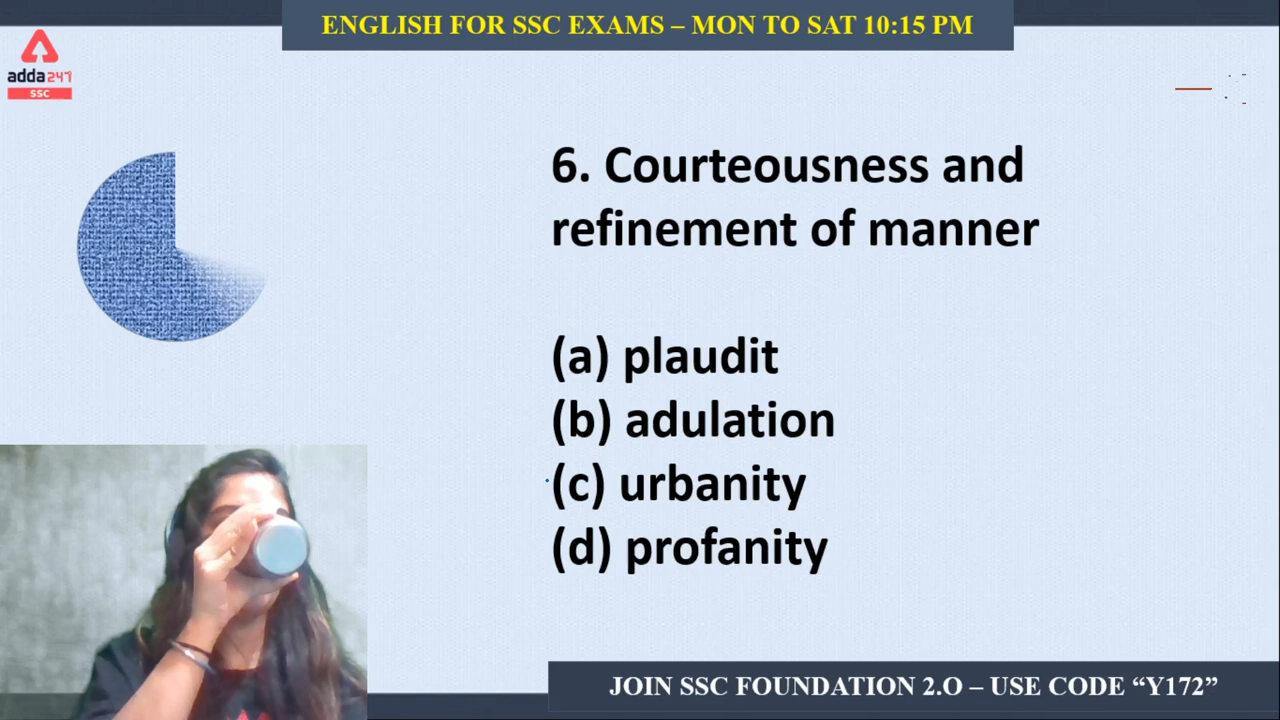 ENGLISH FOR SSC EXAMS – MON TO SAT 10:15 PM
adda247
SSC
6. Courteousness and
refinement of manner
(a) plaudit
(b) adulation
(c) urbanity
(d) profanity
JOIN SSC FOUNDATION 2.O – USE CODE “Y172”